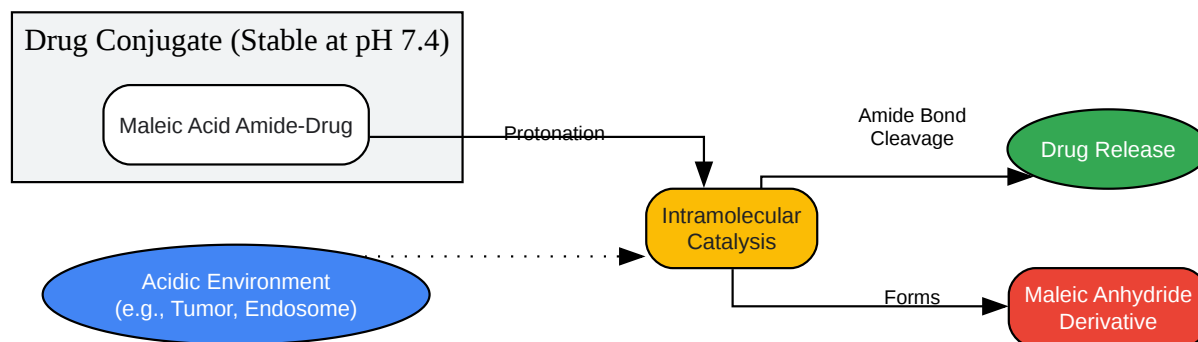 Drug Conjugate (Stable at pH 7.4)
Maleic Acid Amide-Drug
Protonation
Amide Bond
Cleavage
Drug Release
Intramolecular
Catalysis
Acidic Environment
(e.g., Tumor, Endosome)
Forms
Maleic Anhydride
Derivative